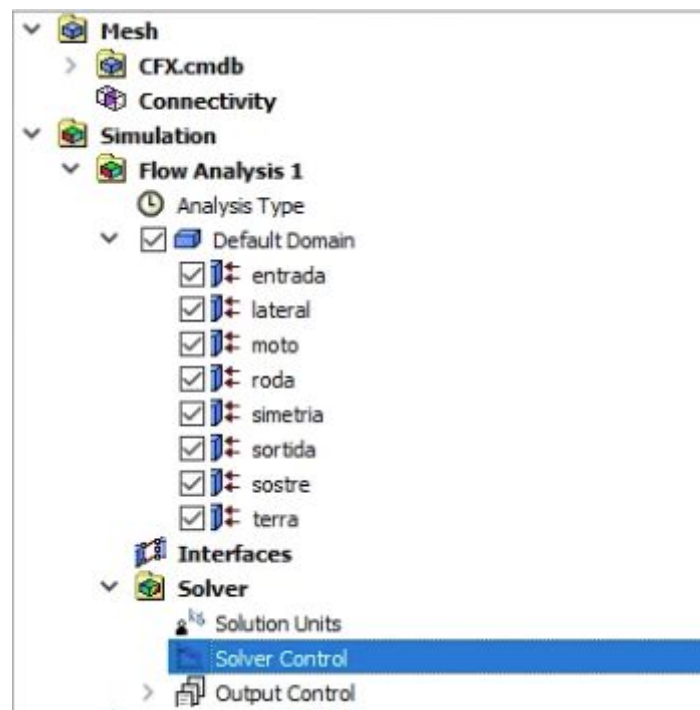 Mesh
CFX.cmdb
Connectivity
Simulation
Flow Analysis 1
Analysis Type
Default Domain
entrada
lateral
moto
roda
simetria
sortida
sostre
terra
Interfaces
Solver
Solution Units
Solver Control
Output Control